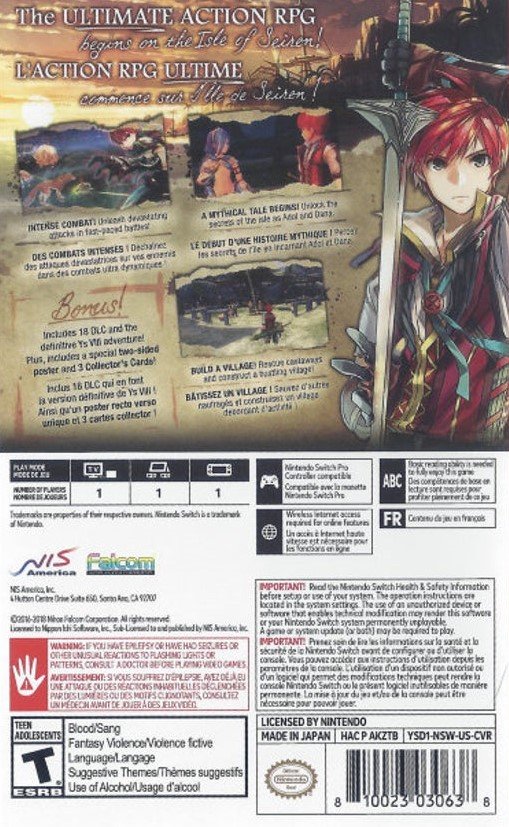 The ULTIMATE ACTION RPG
begins on the Isle of Seiren!
L'ACTION RPG ULTIME
commence sur l'Île de Seiren !
INTENSE COMBAT! Unleash devastating
attacks in fast-paced battles!
DES COMBATS INTENSES ! Déchaînez
des attaques dévastatrices sur vos ennemis
dans des combats ultra dynamiques !
A MYTHICAL TALE BEGINS! Unlock the
secrets of the isle as Adol and Dana.
LE DÉBUT D'UNE HISTOIRE MYTHIQUE ! Percez
les secrets de l'île en incarnant Adol et Dana.
Bonus!
Includes 18 DLC and the
definitive Ys VIII adventure!
Plus, includes a special two-sided
poster and 3 Collector's Cards!
Inclus 18 DLC qui en font
la version définitive de Ys VIII !
Ainsi qu'un poster recto verso
unique et 3 cartes collector !
BUILD A VILLAGE! Rescue castaways
and construct a bustling village!
BÂTISSEZ UN VILLAGE ! Sauvez d'autres
naufragés et construisez un village
débordant d'activité !
PLAY MODE
MODE DE JEU
TV
NUMBER OF PLAYERS
NOMBRE DE JOUEURS
1 1 1
Trademarks are properties of their respective owners. Nintendo Switch is a trademark
of Nintendo.
Nintendo Switch Pro
Controller compatible
Compatible avec la manette
Nintendo Switch Pro
Wireless Internet access
required for online features
Un accès à Internet haute
vitesse est nécessaire pour
les fonctions en ligne
ABC
Basic reading ability is needed
to fully enjoy this game
Des compétences de base en
lecture sont requises pour
profiter pleinement de ce jeu
FR
Contenu de jeu en français
NIS
America
Falcom
NIS America, Inc.
4 Hutton Centre Drive Suite 650, Santa Ana, CA 92707
©2016-2018 Nihon Falcom Corporation. All rights reserved.
Licensed to Nippon Ichi Software, Inc., Sub-Licensed to and published by NIS America, Inc.
WARNING: IF YOU HAVE EPILEPSY OR HAVE HAD SEIZURES OR
OTHER UNUSUAL REACTIONS TO FLASHING LIGHTS OR
PATTERNS, CONSULT A DOCTOR BEFORE PLAYING VIDEO GAMES.
AVERTISSEMENT: SI VOUS SOUFFREZ D'ÉPILEPSIE, AVEZ DÉJÀ EU
UNE ATTAQUE OU DES RÉACTIONS INHABITUELLES DÉCLENCHÉES
PAR DES LUMIÈRES OU DES MOTIFS CLIGNOTANTS, CONSULTEZ
UN MÉDECIN AVANT DE JOUER À DES JEUX VIDÉO.
IMPORTANT! Read the Nintendo Switch Health & Safety Information
before setup or use of your system. The operation instructions are
located in the system settings. The use of an unauthorized device or
software that enables technical modification may render this software
or your Nintendo Switch system permanently unplayable.
A game or system update (or both) may be required to play.
IMPORTANT! Prenez soin de lire les informations sur la santé et la
sécurité de la Nintendo Switch avant de configurer ou d'utiliser la
console. Vous pouvez accéder aux instructions d'utilisation depuis les
paramètres de la console. L'utilisation d'un dispositif non autorisé ou
d'un logiciel qui permet des modifications techniques peut rendre la
console Nintendo Switch ou le présent logiciel inutilisables de manière
permanente. La mise à jour du jeu et/ou de la console peut être
nécessaire pour pouvoir jouer.
TEEN
ADOLESCENTS
T
ESRB
Blood/Sang
Fantasy Violence/Violence fictive
Language/Langage
Suggestive Themes/Thèmes suggestifs
Use of Alcohol/Usage d'alcool
LICENSED BY NINTENDO
MADE IN JAPAN HAC P AKZTB YSD1-NSW-US-CVR
Nintendo
8 10023 03063 8